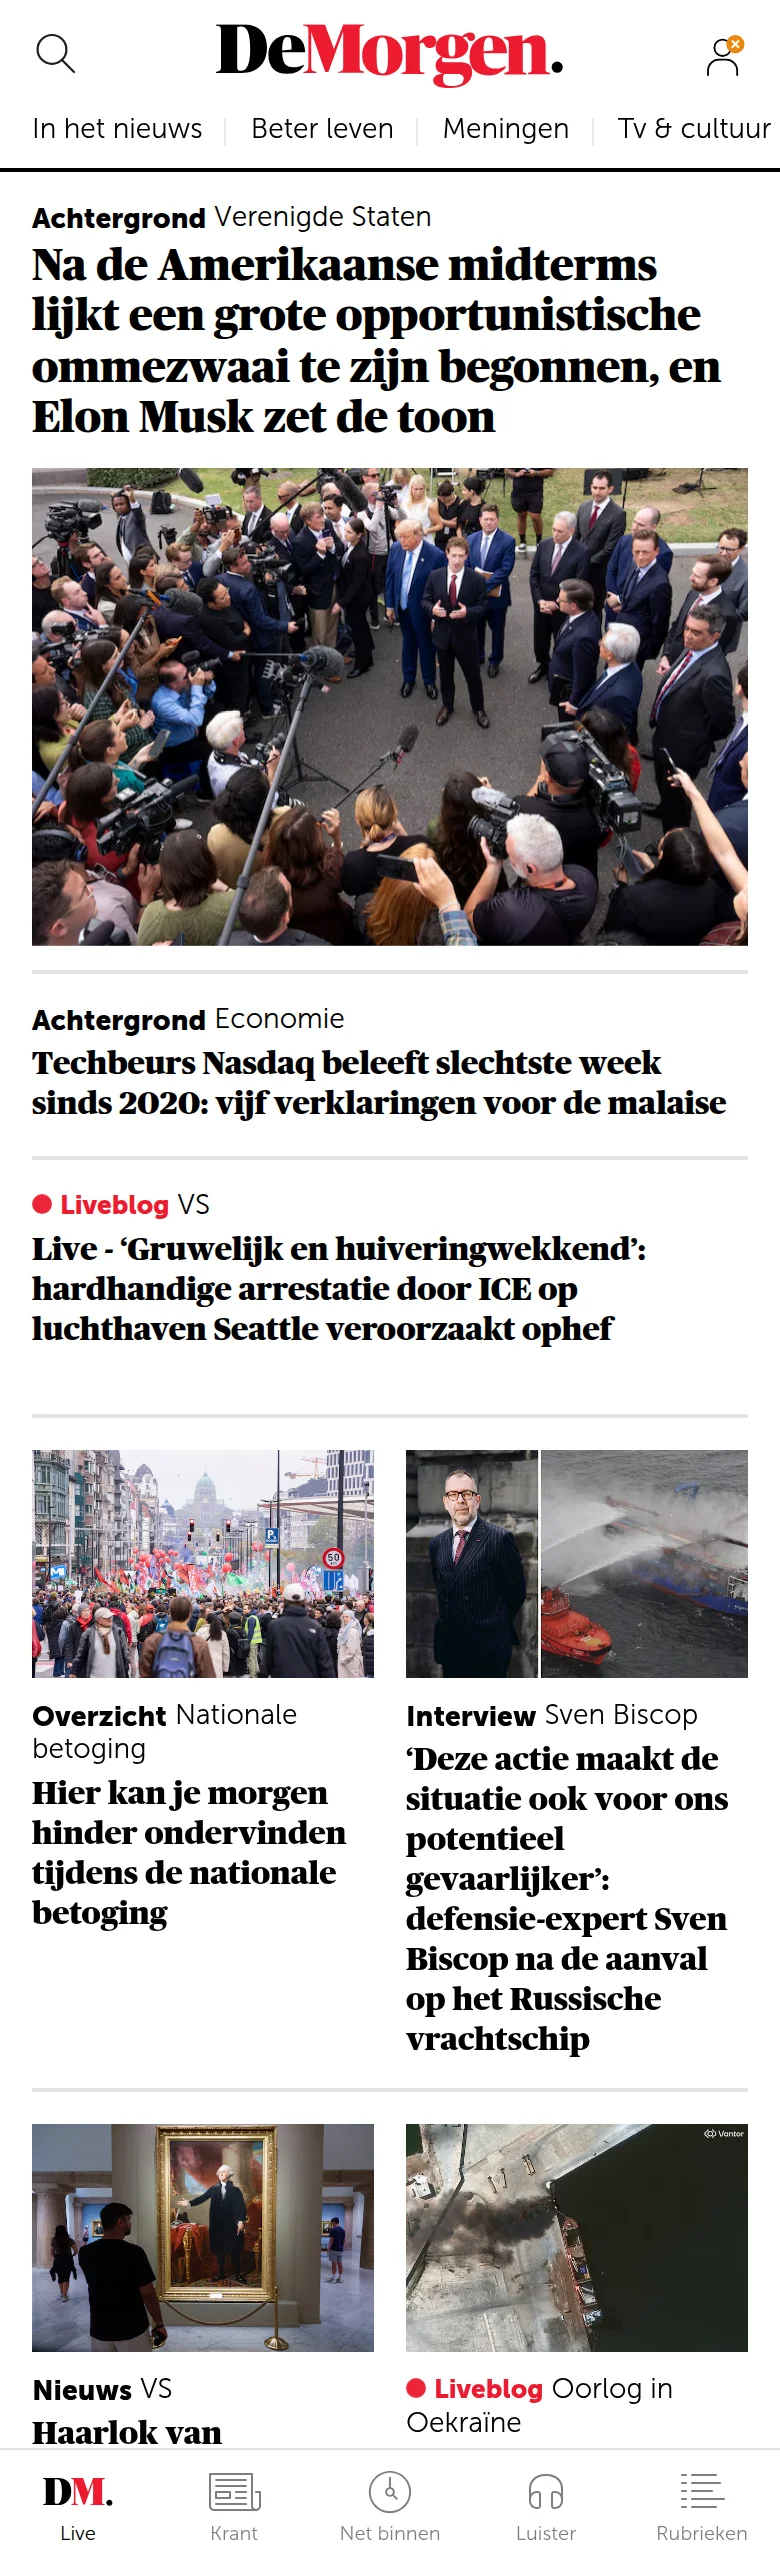 DeMorgen.
In het nieuws
Beter leven
Meningen
Tv & cultuur
Achtergrond Verenigde Staten
Na de Amerikaanse midterms
lijkt een grote opportunistische
ommezwaai te zijn begonnen, en
Elon Musk zet de toon
Achtergrond Economie
Techbeurs Nasdaq beleeft slechtste week
sinds 2020: vijf verklaringen voor de malaise
Liveblog VS
Live - ‘Gruwelijk en huiveringwekkend’:
hardhandige arrestatie door ICE op
luchthaven Seattle veroorzaakt ophef
P
50
Overzicht Nationale
betoging
Hier kan je morgen
hinder ondervinden
tijdens de nationale
betoging
Interview Sven Biscop
‘Deze actie maakt de
situatie ook voor ons
potentieel
gevaarlijker’:
defensie-expert Sven
Biscop na de aanval
op het Russische
vrachtschip
Vantor
Nieuws VS
Haarlok van
Liveblog Oorlog in
Oekraïne
DM.
Live
Krant
Net binnen
Luister
Rubrieken